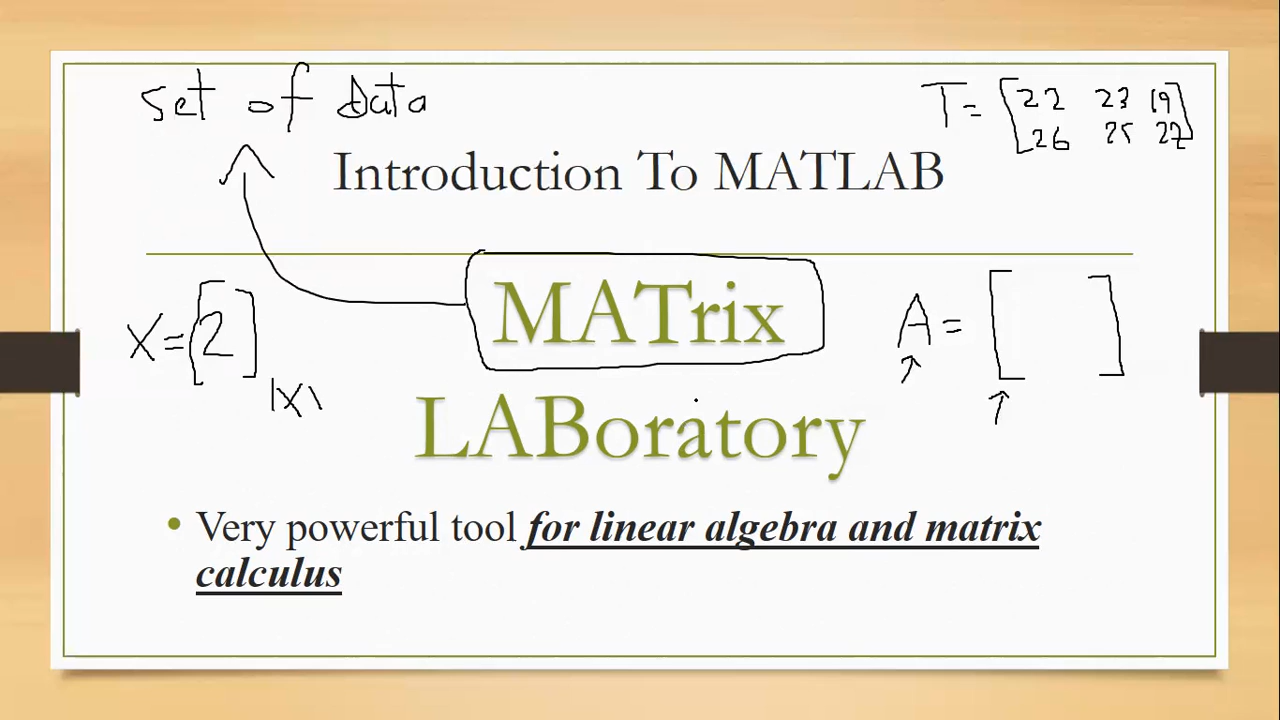 set of data
T = [22 23 19
26 25 27]
Introduction To MATLAB
MATrix
X = [2]
A = [ ]
1X1
LABoratory
• Very powerful tool for linear algebra and matrix
calculus